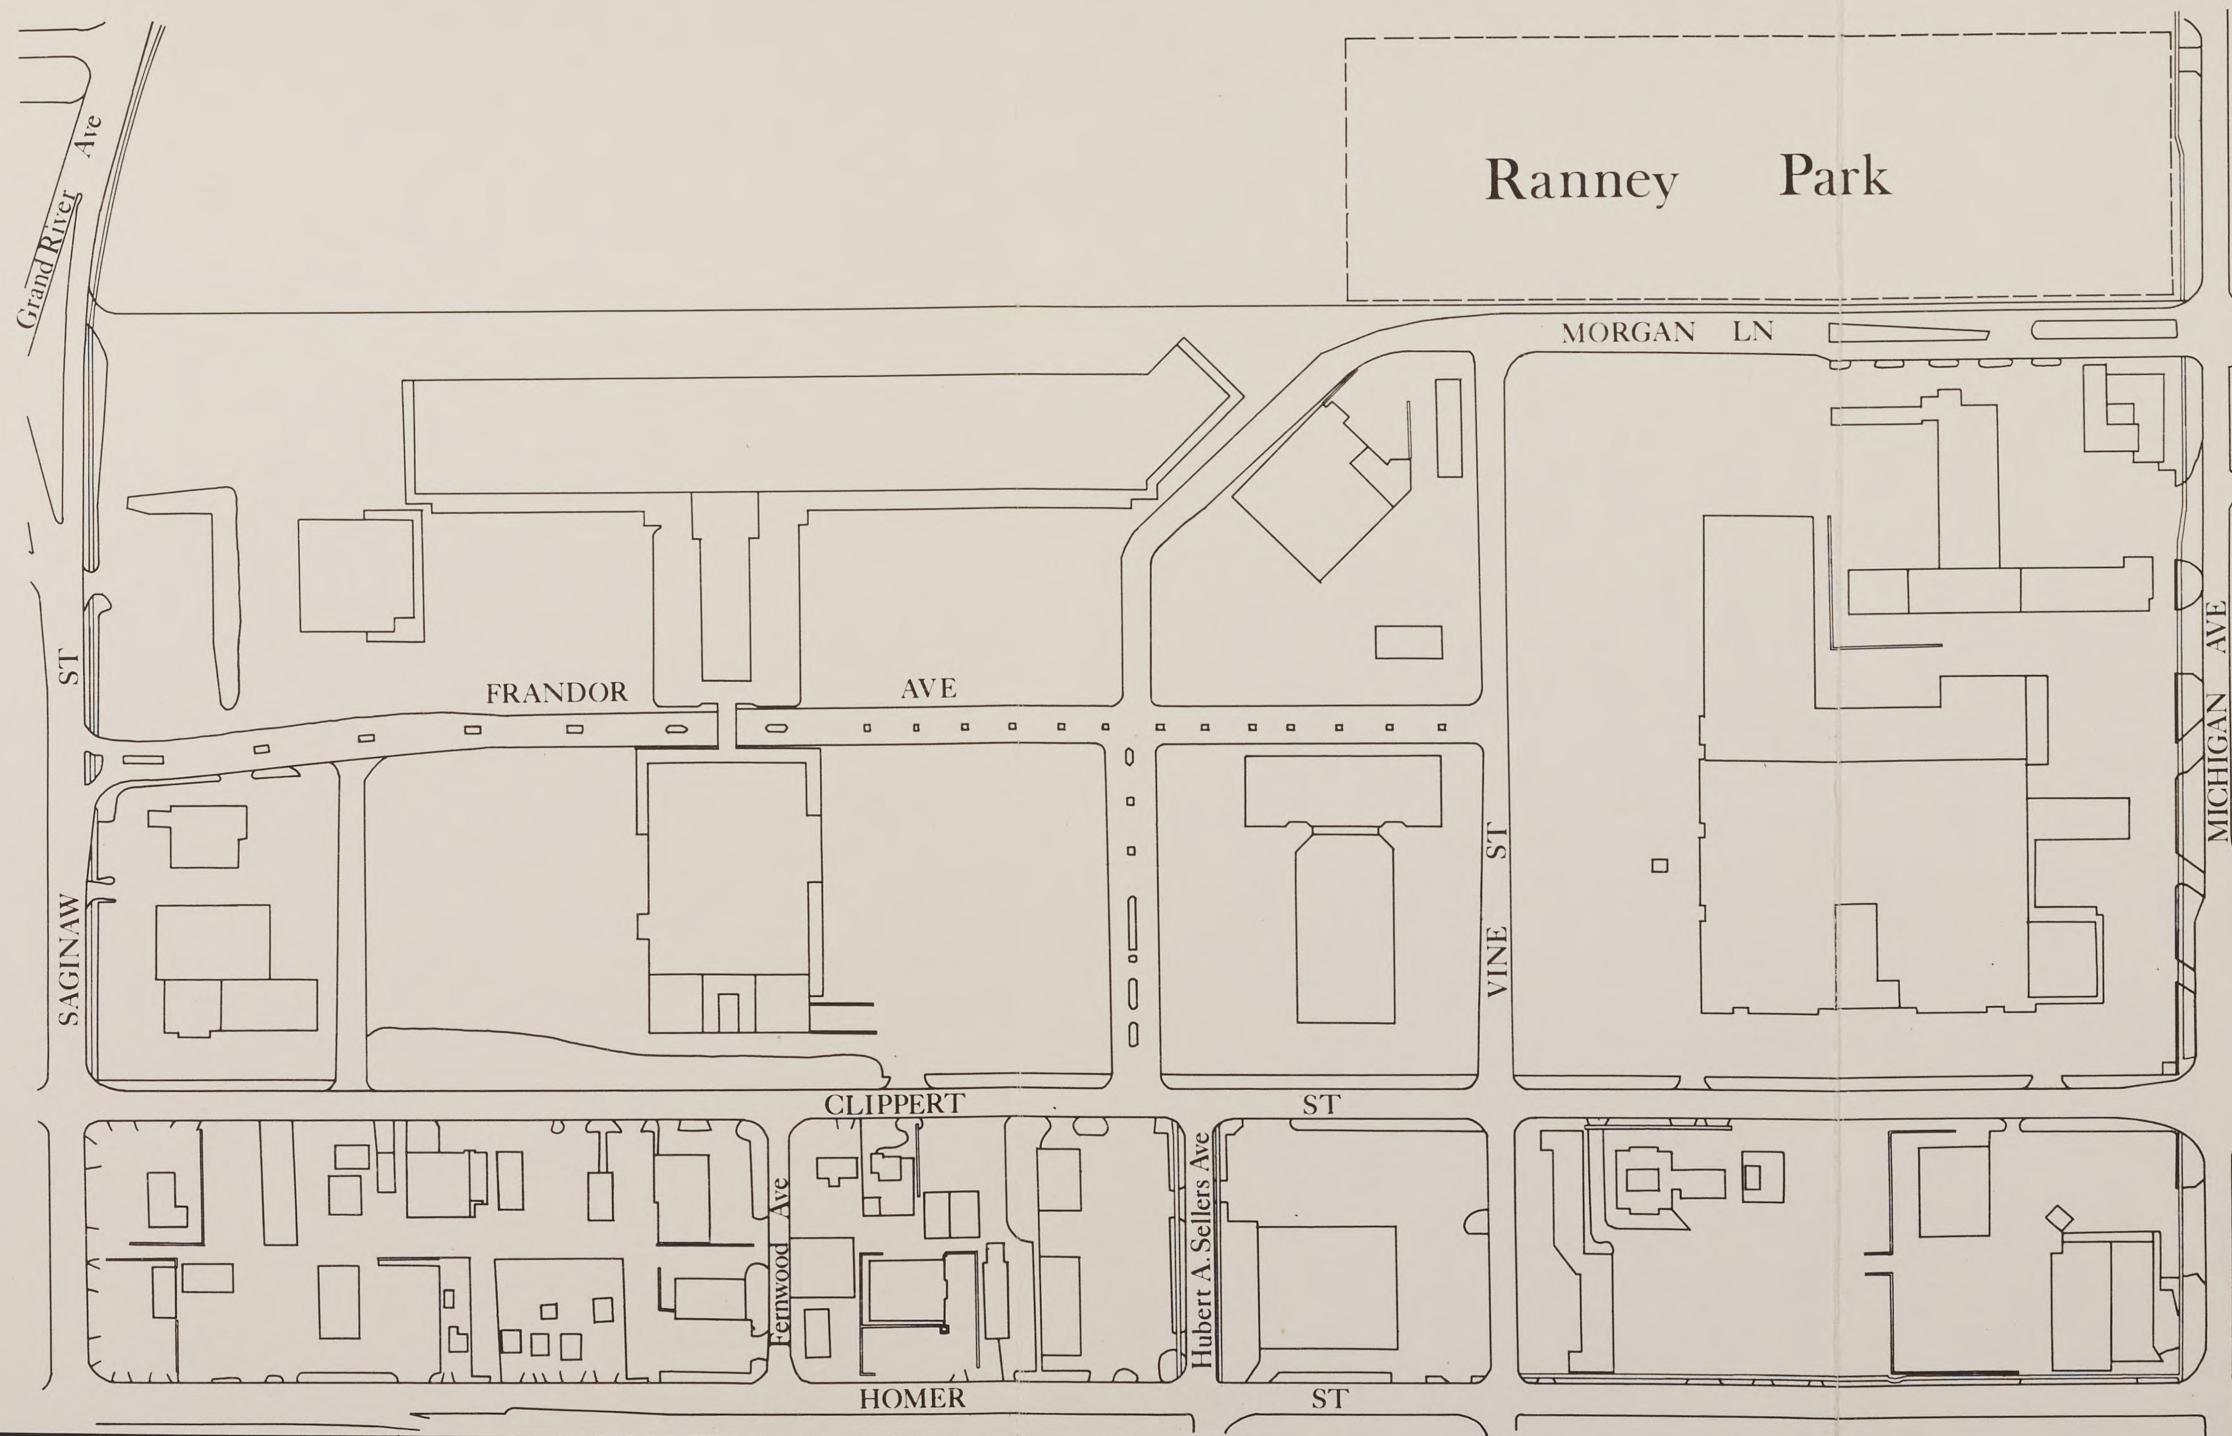 Grand River Ave
Ranney Park
MORGAN LN
FRANDOR AVE
SAGINAW ST
VINE ST
MICHIGAN AVE
CLIPPERT ST
Fernwood Ave
Hubert A. Sellers Ave
HOMER ST